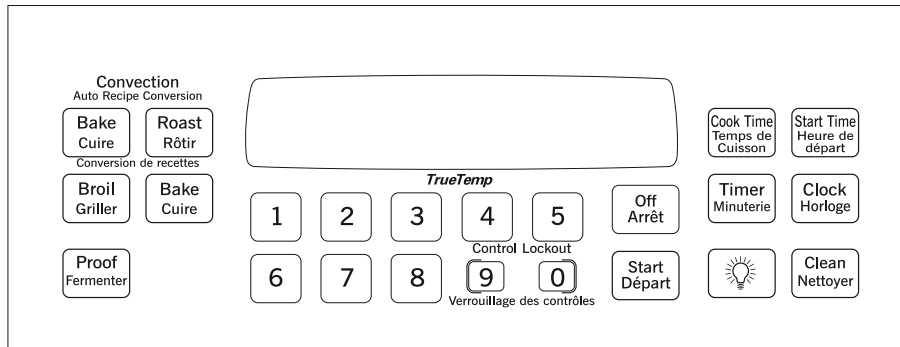 Convection
Auto Recipe Conversion
Bake
Cuire
Roast
Rôtir
Conversion de recettes
Broil
Griller
Bake
Cuire
Proof
Fermenter
TrueTemp
1 2 3 4 5
Control Lockout
6 7 8 9 0
Verrouillage des contrôles
Off
Arrêt
Start
Départ
Cook Time
Temps de
Cuisson
Start Time
Heure de
départ
Timer
Minuterie
Clock
Horloge
Clean
Nettoyer